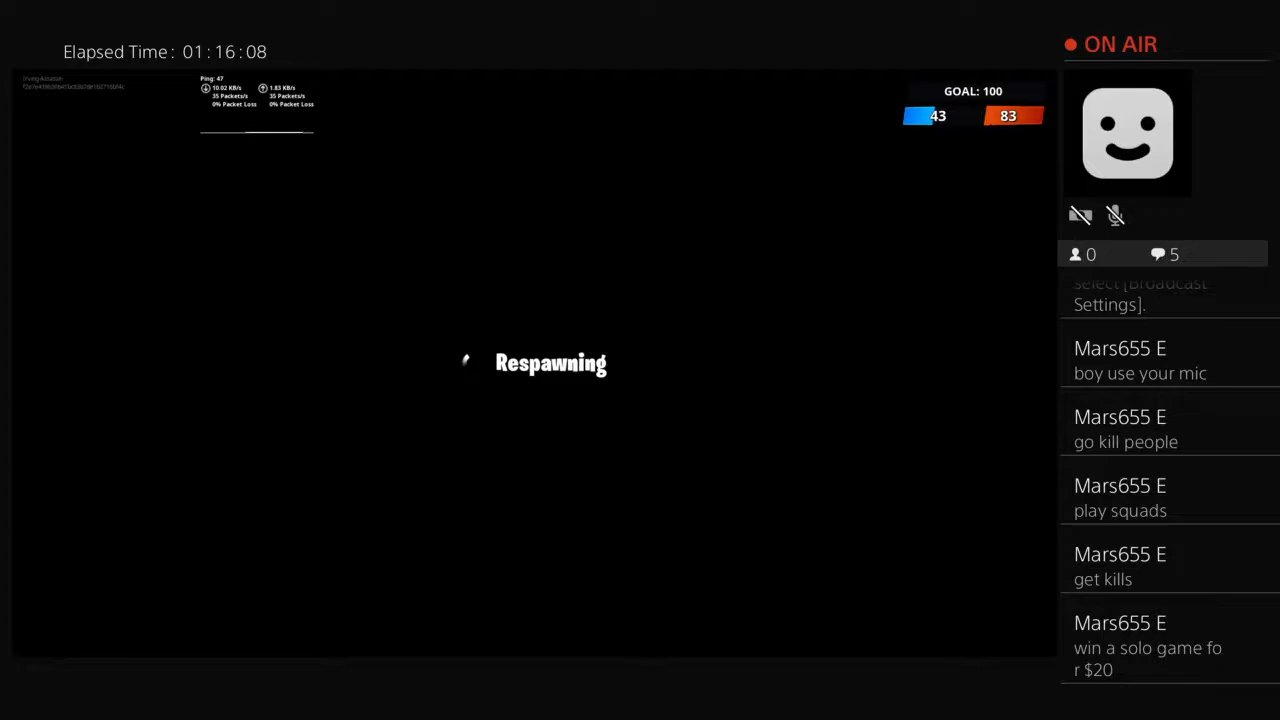 Elapsed Time: 01:16:08
ON AIR
Ping: 47
10.02 KB/s 1.83 KB/s
35 Packets/s 35 Packets/s
0% Packet Loss 0% Packet Loss
GOAL: 100
43 83
0 5
select [Broadcast
Settings].
Respawning
Mars655 E
boy use your mic
Mars655 E
go kill people
Mars655 E
play squads
Mars655 E
get kills
Mars655 E
win a solo game fo
r $20